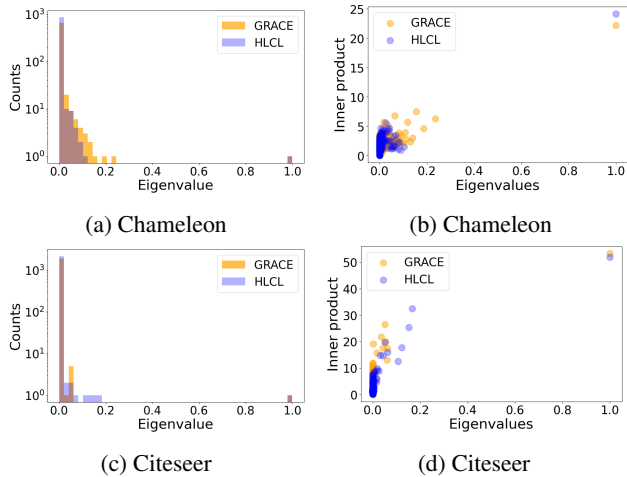 10³
10²
10¹
10⁰
Counts
GRACE
HLCL
0.0 0.2 0.4 0.6 0.8 1.0
Eigenvalue
(a) Chameleon
25
20
15
10
5
0
Inner product
GRACE
HLCL
0.0 0.2 0.4 0.6 0.8 1.0
Eigenvalues
(b) Chameleon
10³
10²
10¹
10⁰
Counts
GRACE
HLCL
0.0 0.2 0.4 0.6 0.8 1.0
Eigenvalue
(c) Citeseer
50
40
30
20
10
0
Inner product
GRACE
HLCL
0.0 0.2 0.4 0.6 0.8 1.0
Eigenvalues
(d) Citeseer